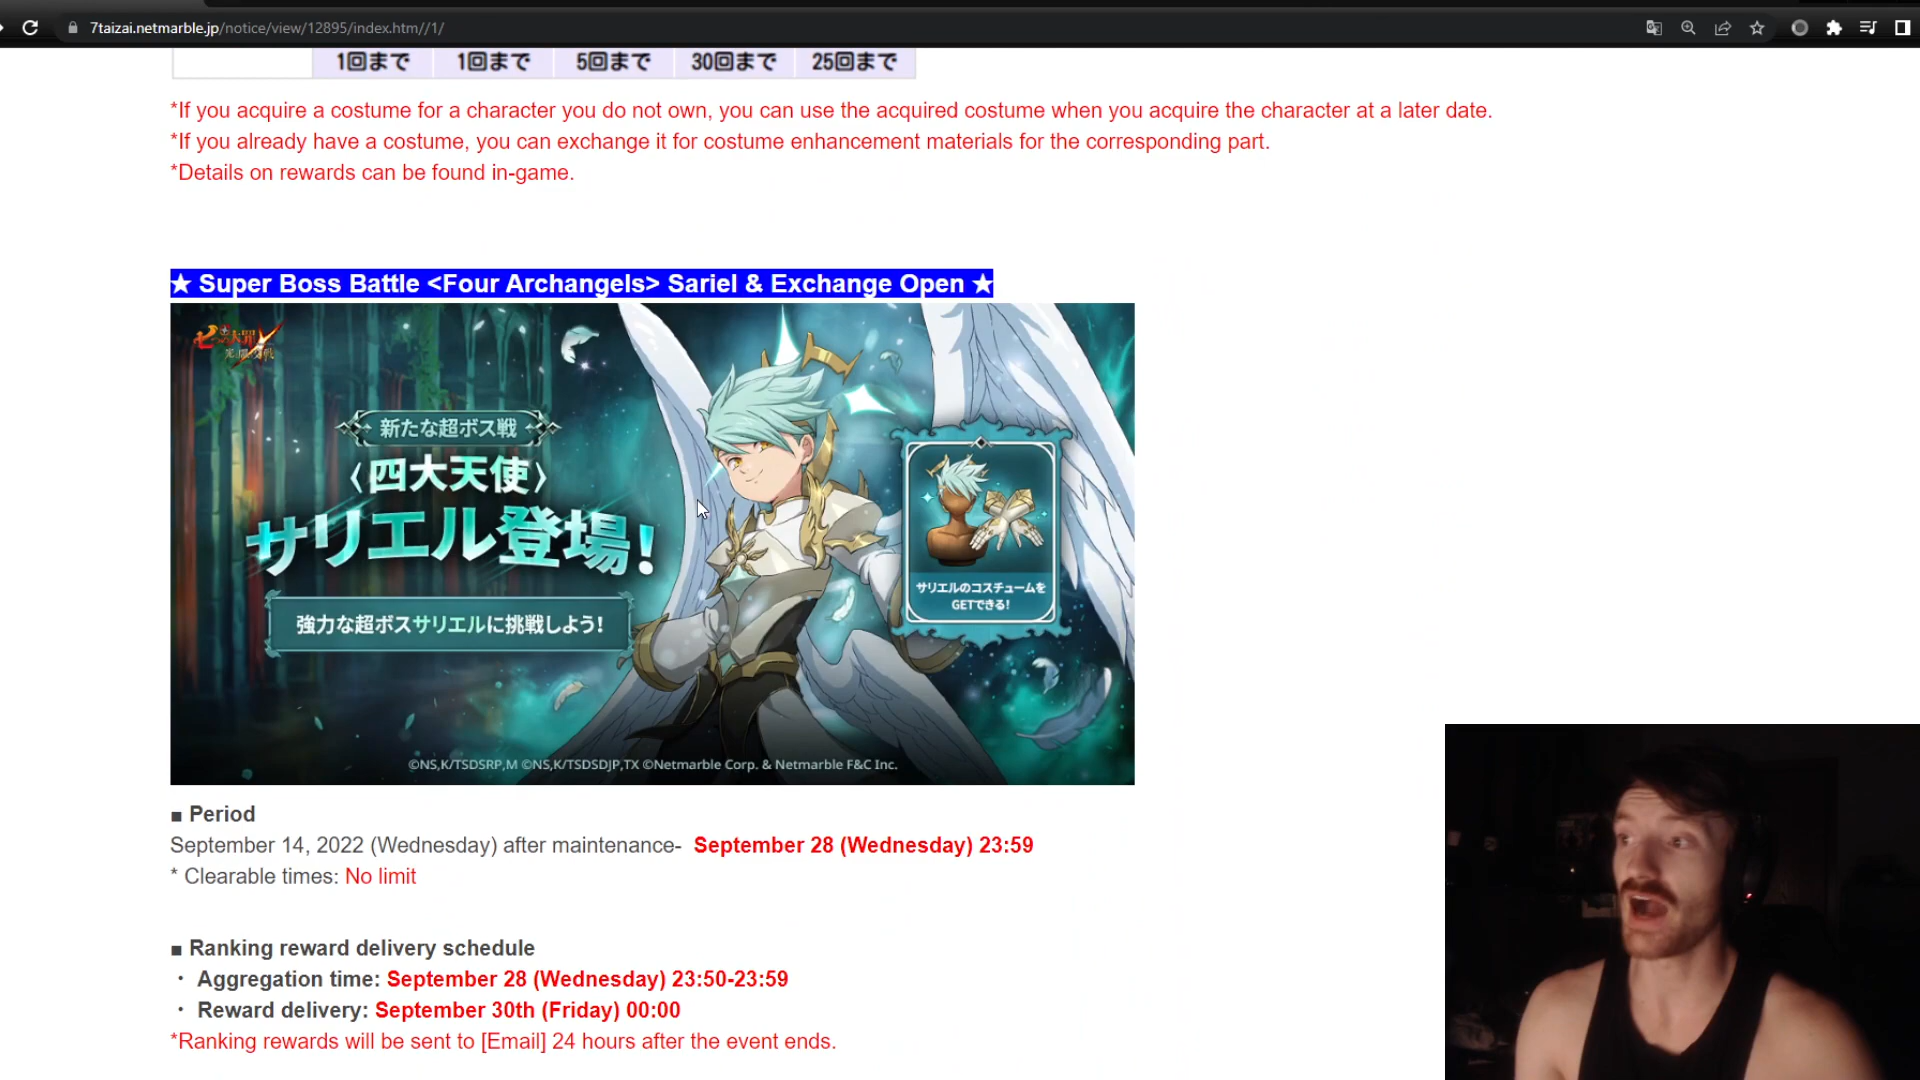 7taizai.netmarble.jp/notice/view/12895/index.htm//1/
1回まで 1回まで 5回まで 30回まで 25回まで
*If you acquire a costume for a character you do not own, you can use the acquired costume when you acquire the character at a later date.
*If you already have a costume, you can exchange it for costume enhancement materials for the corresponding part.
*Details on rewards can be found in-game.
★ Super Boss Battle <Four Archangels> Sariel & Exchange Open ★
新たな超ボス戦
〈四大天使〉
サリエル登場!
強力な超ボスサリエルに挑戦しよう!
サリエルのコスチュームを
GETできる!
©NS,K/TSDSRP,M ©NS,K/TSDSDJP,TX ©Netmarble Corp. & Netmarble F&C Inc.
■ Period
September 14, 2022 (Wednesday) after maintenance- September 28 (Wednesday) 23:59
* Clearable times: No limit
■ Ranking reward delivery schedule
・ Aggregation time: September 28 (Wednesday) 23:50-23:59
・ Reward delivery: September 30th (Friday) 00:00
*Ranking rewards will be sent to [Email] 24 hours after the event ends.